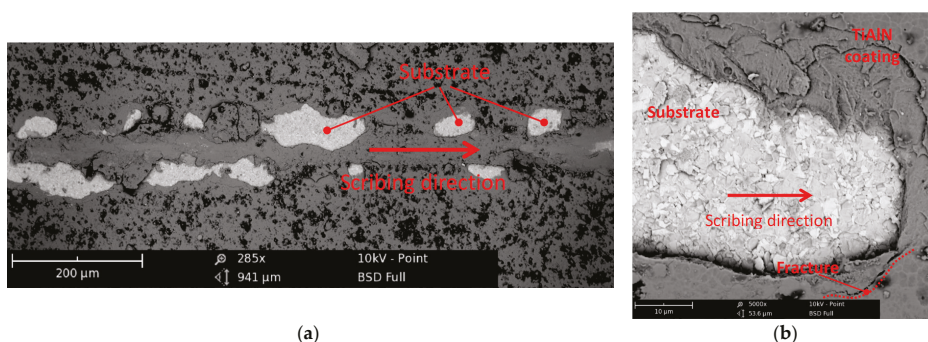 Substrate
Scribing direction
200 µm
285x
941 µm
10kV - Point
BSD Full
(a)
TiAlN
coating
Substrate
Scribing direction
Fracture
10 µm
5000x
53.6 µm
10kV - Point
BSD Full
(b)